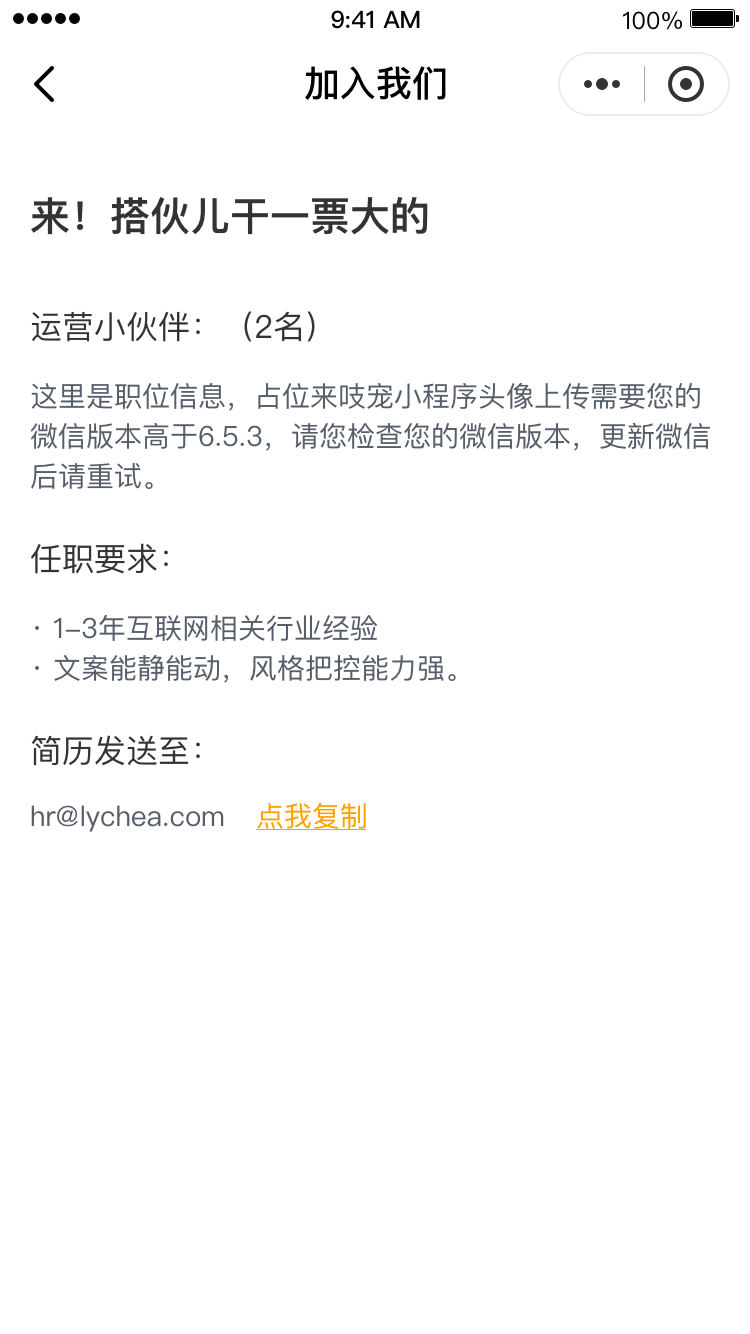 9:41 AM
100%
加入我们
来！搭伙儿干一票大的
运营小伙伴：（2名）
这里是职位信息，占位来吱宠小程序头像上传需要您的
微信版本高于6.5.3，请您检查您的微信版本，更新微信
后请重试。
任职要求：
· 1–3年互联网相关行业经验
· 文案能静能动，风格把控能力强。
简历发送至：
hr@lychea.com 点我复制